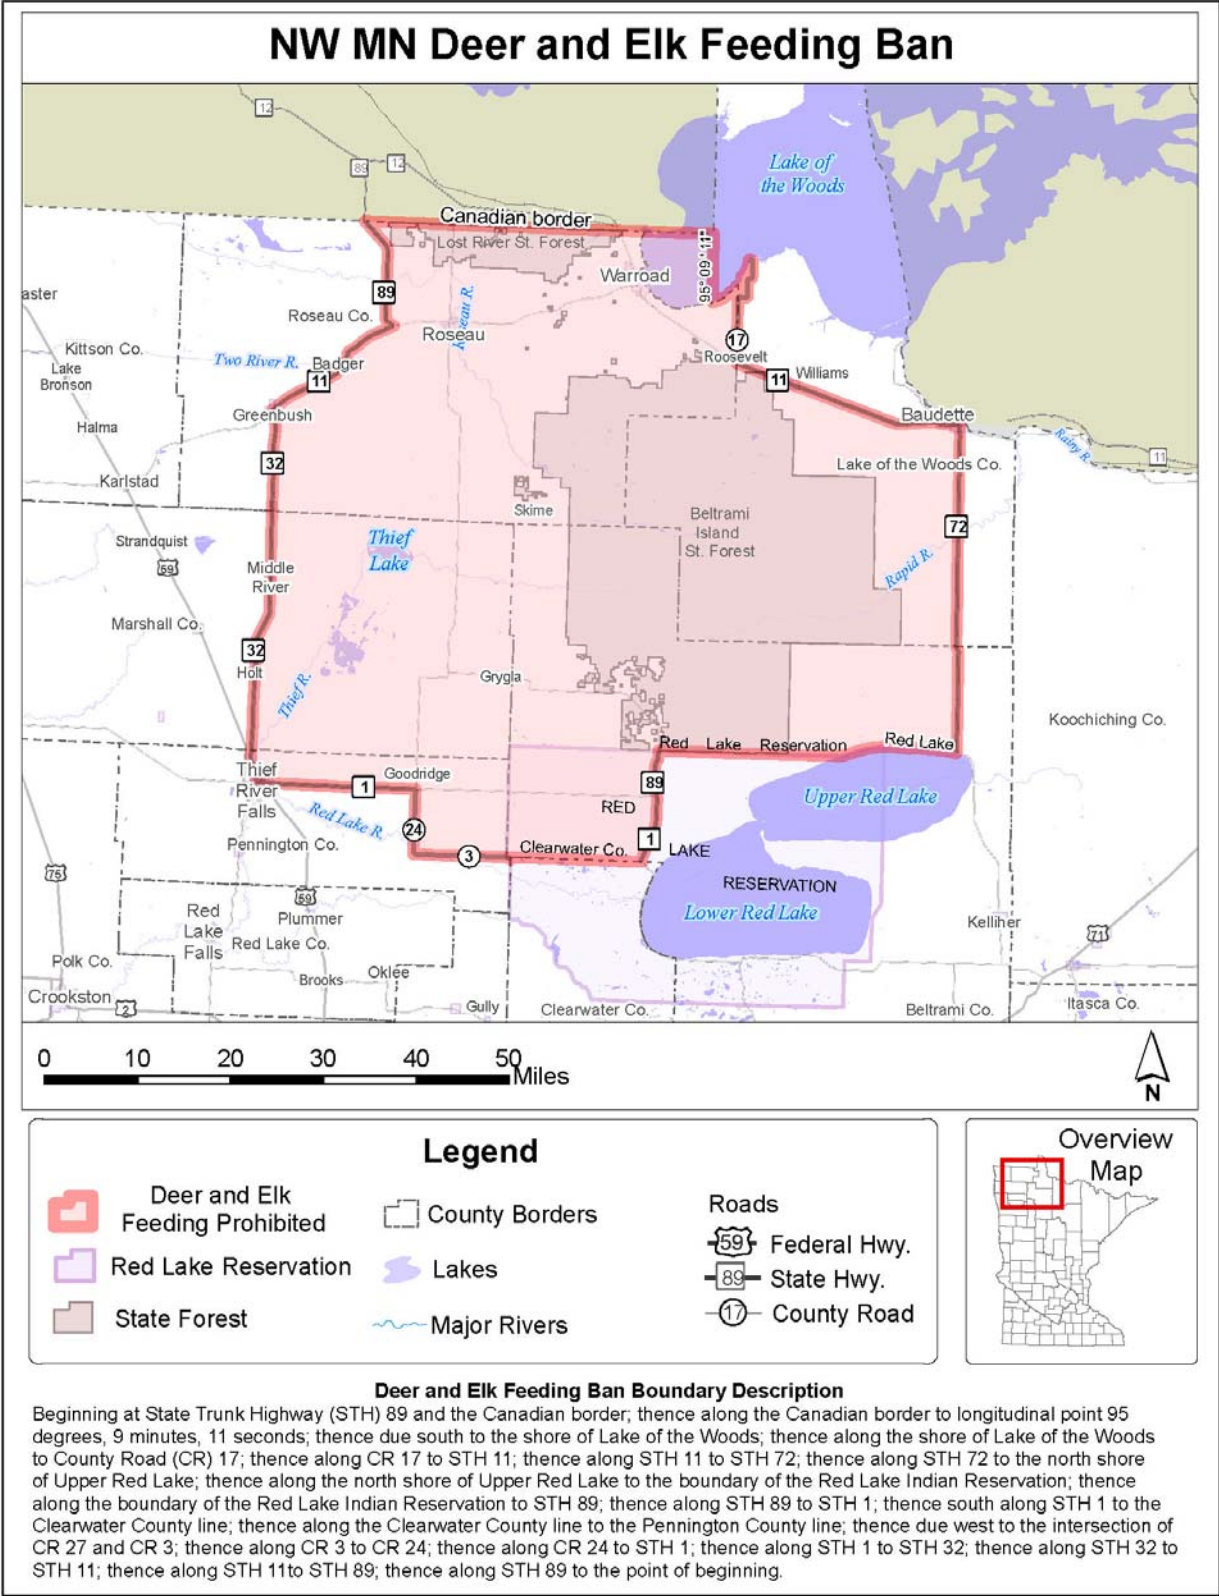 NW MN Deer and Elk Feeding Ban
12
89
12
Lake of
the Woods
Canadian border
Lost River St. Forest
Warroad
95° 09 ' 11"
aster
89
Roseau Co.
Roseau
Kittson Co.
Two River R.
Badger
17
Roosevelt
Lake
Bronson
11
11
Williams
Greenbush
Baudette
Halma
Rainy R.
11
32
Lake of the Woods Co.
Karlstad
Skime
Beltrami
Island
St. Forest
72
Strandquist
Thief
Lake
59
Middle
River
Rapid R.
Marshall Co.
32
Holt
Thief R.
Grygla
Koochiching Co.
Red Lake Reservation
Red Lake
Thief
River
Falls
Goodridge
1
89
RED
Upper Red Lake
Red Lake R.
24
1
Pennington Co.
3
Clearwater Co.
LAKE
75
RESERVATION
59
Red
Lake
Falls
Plummer
Lower Red Lake
Kelliher
71
Red Lake Co.
Polk Co.
Brooks
Oklee
Crookston
2
Gully
Clearwater Co.
Beltrami Co.
Itasca Co.
0 10 20 30 40 50
Miles
N
Legend
Deer and Elk
Feeding Prohibited
Red Lake Reservation
State Forest
County Borders
Lakes
Major Rivers
Roads
59 Federal Hwy.
89 State Hwy.
17 County Road
Overview
Map
Deer and Elk Feeding Ban Boundary Description
Beginning at State Trunk Highway (STH) 89 and the Canadian border; thence along the Canadian border to longitudinal point 95
degrees, 9 minutes, 11 seconds; thence due south to the shore of Lake of the Woods; thence along the shore of Lake of the Woods
to County Road (CR) 17; thence along CR 17 to STH 11; thence along STH 11 to STH 72; thence along STH 72 to the north shore
of Upper Red Lake; thence along the north shore of Upper Red Lake to the boundary of the Red Lake Indian Reservation; thence
along the boundary of the Red Lake Indian Reservation to STH 89; thence along STH 89 to STH 1; thence south along STH 1 to the
Clearwater County line; thence along the Clearwater County line to the Pennington County line; thence due west to the intersection of
CR 27 and CR 3; thence along CR 3 to CR 24; thence along CR 24 to STH 1; thence along STH 1 to STH 32; thence along STH 32 to
STH 11; thence along STH 11to STH 89; thence along STH 89 to the point of beginning.